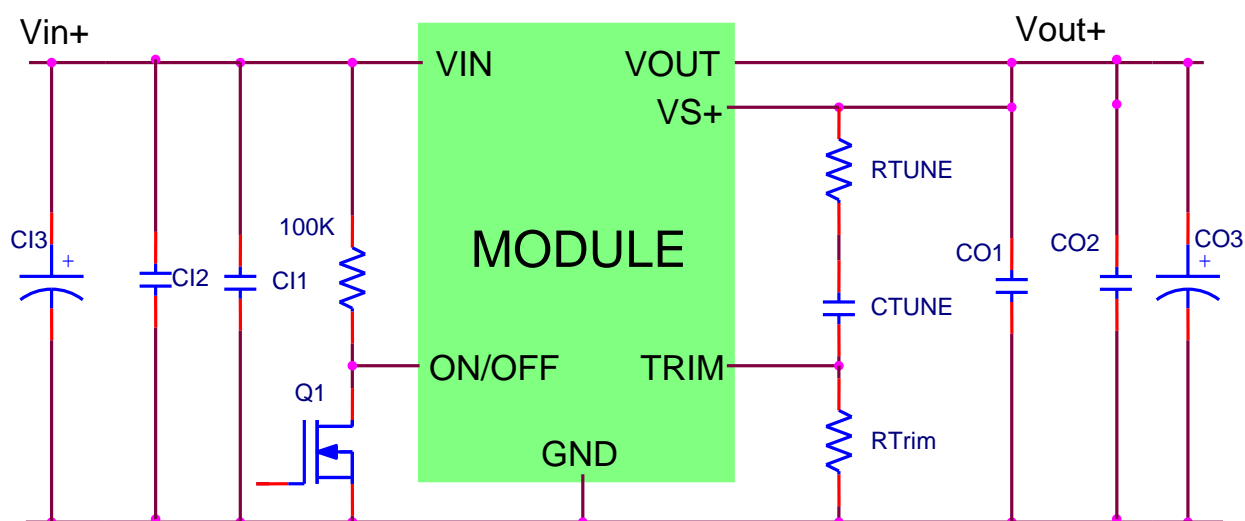 Vin+
Vout+
VIN
VOUT
VS+
RTUNE
100K
CI3
+
CI2
CI1
MODULE
CO1
CO2
CO3
+
CTUNE
ON/OFF
TRIM
Q1
RTrim
GND